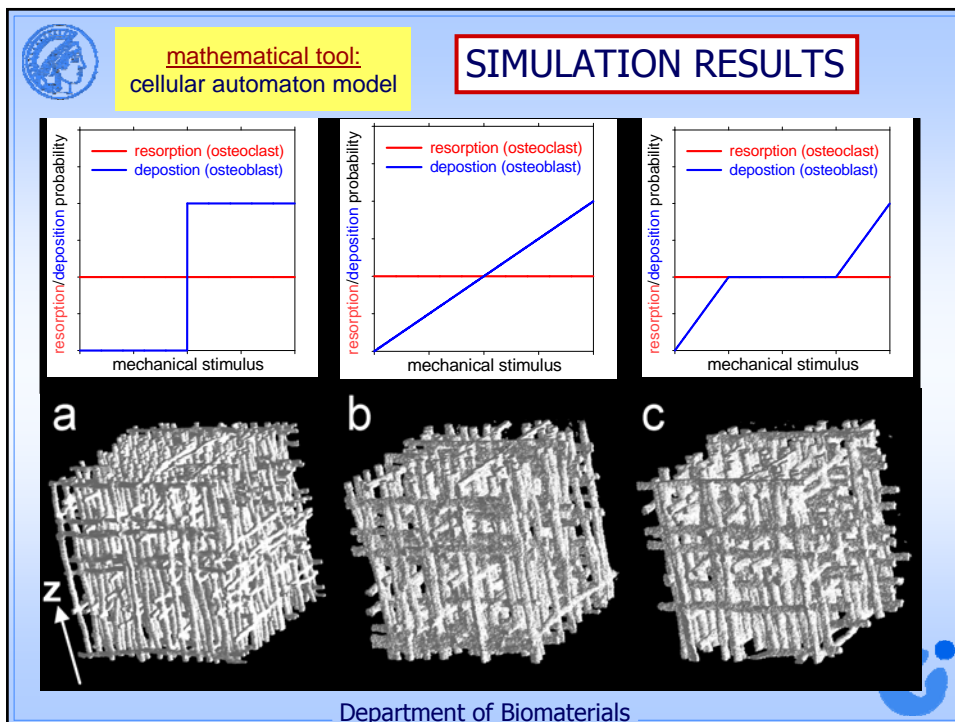 mathematical tool:
cellular automaton model
SIMULATION RESULTS
resorption/deposition probability
resorption (osteoclast)
depostion (osteoblast)
mechanical stimulus
resorption/deposition probability
resorption (osteoclast)
depostion (osteoblast)
mechanical stimulus
resorption/deposition probability
resorption (osteoclast)
depostion (osteoblast)
mechanical stimulus
a
b
c
z
Department of Biomaterials